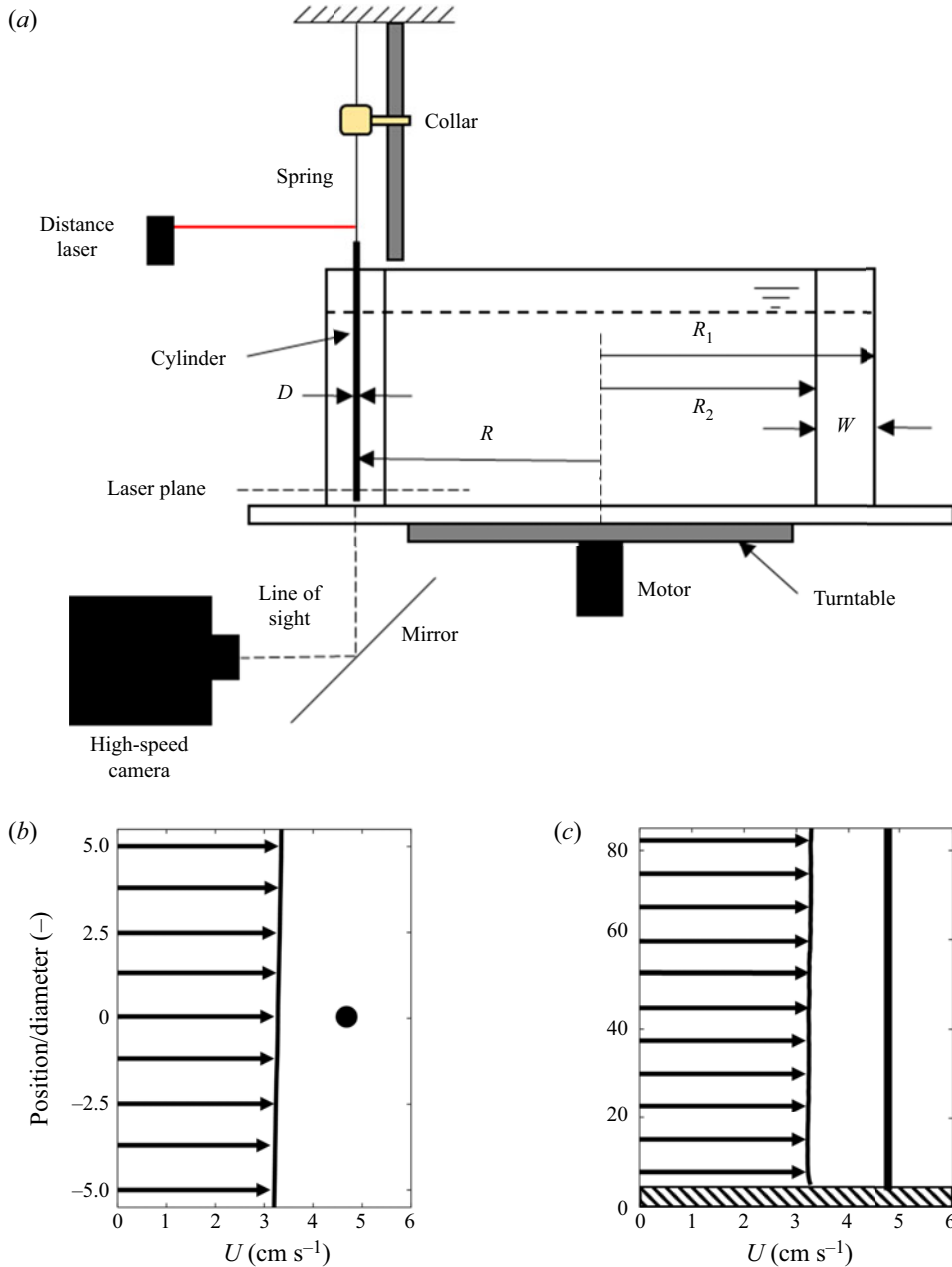 (a)
Collar
Spring
Distance
laser
R₁
Cylinder
D
R₂
W
R
Laser plane
Line of
sight
Motor
Turntable
Mirror
High-speed
camera
(b)
(c)
5.0
2.5
0
–2.5
–5.0
Position/diameter (–)
0 1 2 3 4 5 6
U (cm s⁻¹)
80
60
40
20
0
0 1 2 3 4 5 6
U (cm s⁻¹)